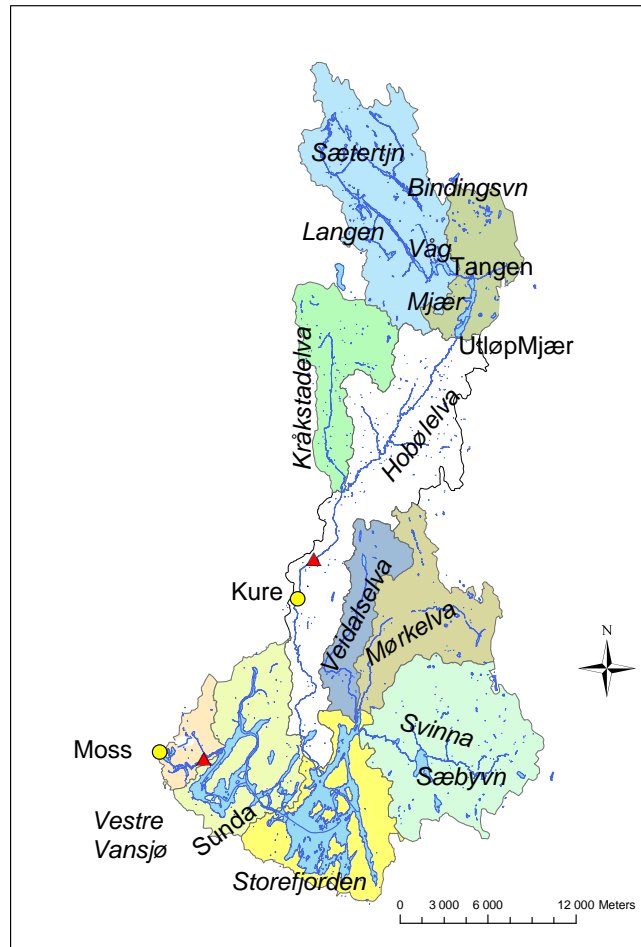 Sætertjn
Bindingsvn
Langen
Våg
Tangen
Mjær
UtløpMjær
Kråkstadelva
Hobølelva
Kure
Veidalselva
Mørkelva
N
Svinna
Moss
Sæbyvn
Vestre
Vansjø
Sunda
Storefjorden
0 3 000 6 000 12 000 Meters